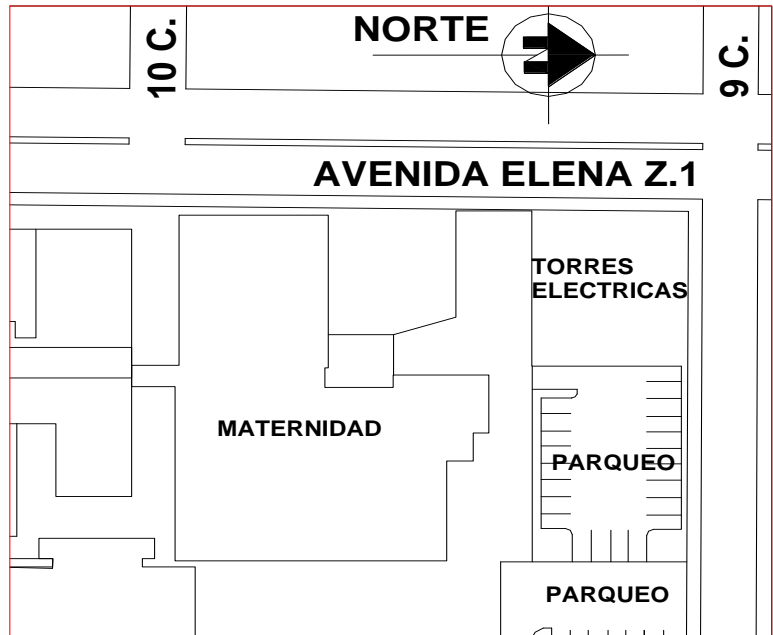 10 C.
NORTE
9 C.
AVENIDA ELENA Z.1
TORRES
ELECTRICAS
MATERNIDAD
PARQUEO
PARQUEO